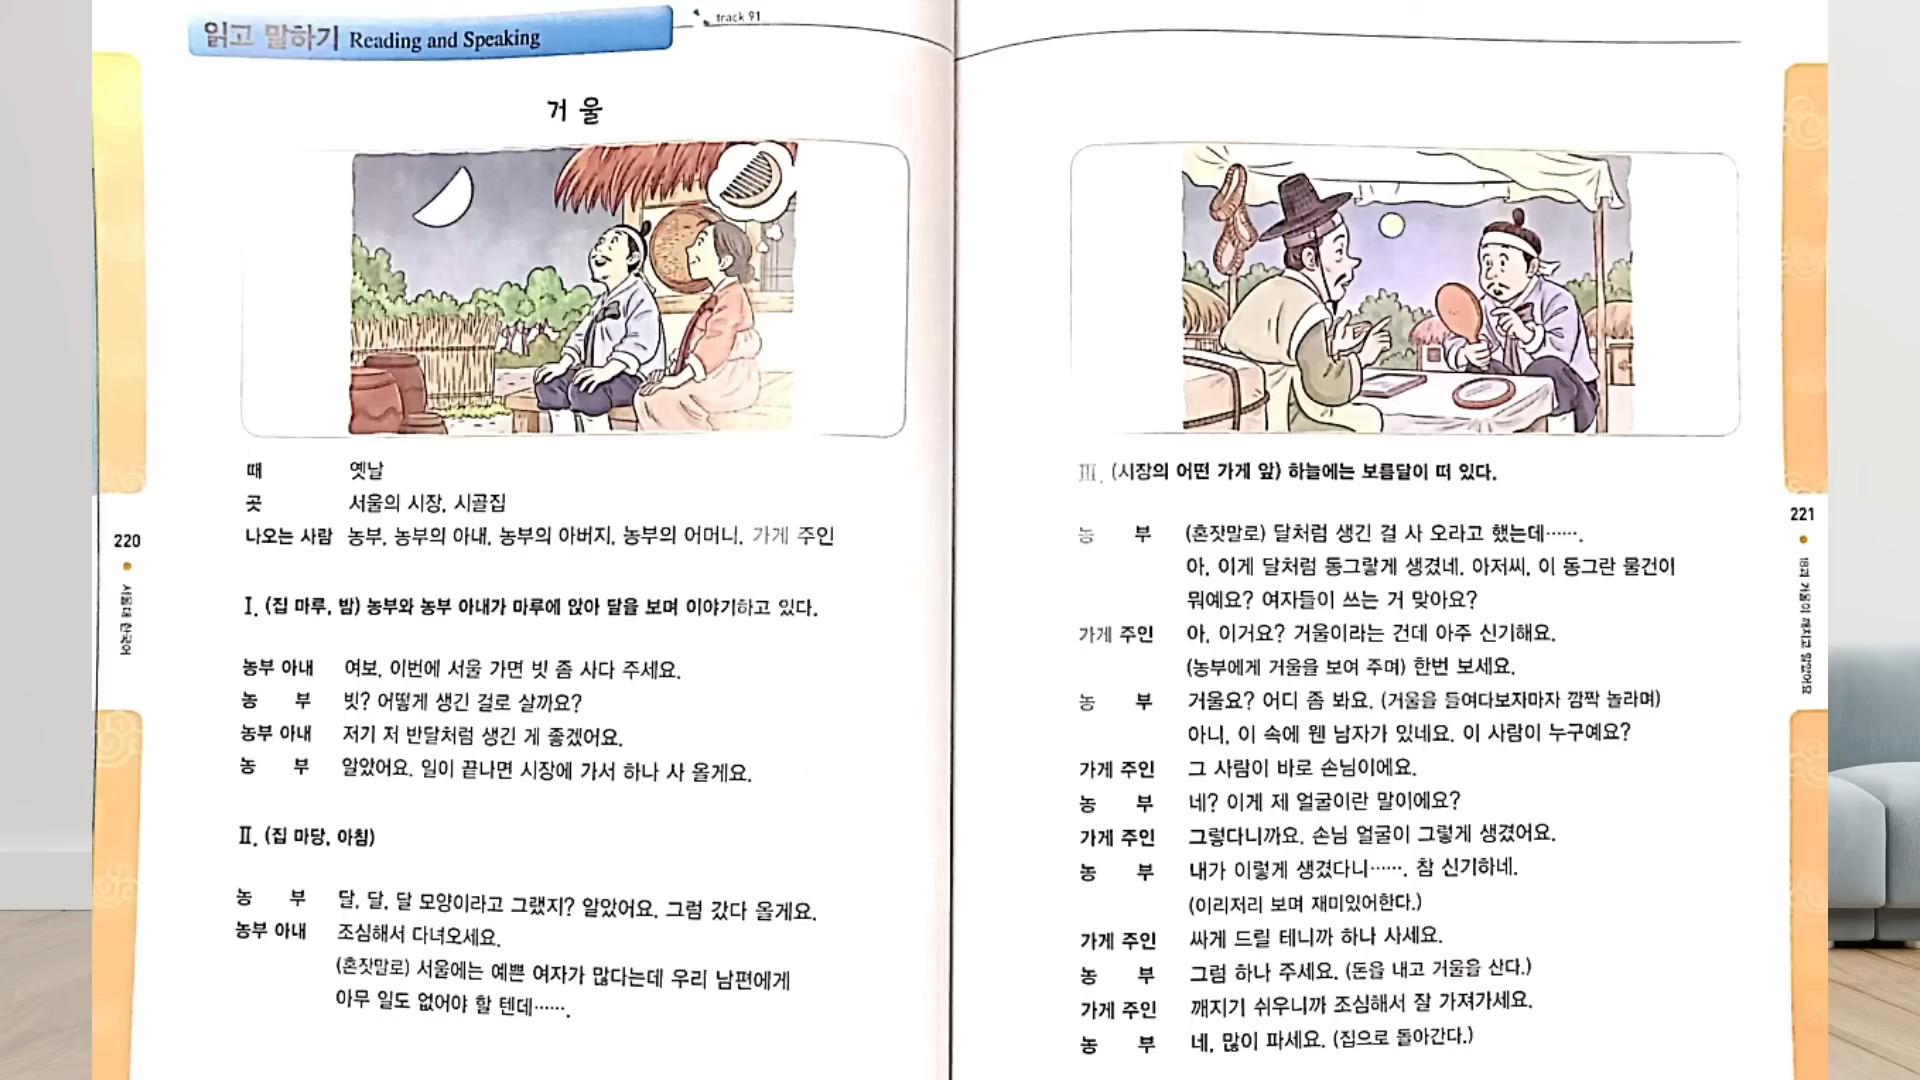 읽고 말하기 Reading and Speaking
track 91
거 울
때 옛날
곳 서울의 시장, 시골집
나오는 사람 농부, 농부의 아내, 농부의 아버지, 농부의 어머니, 가게 주인
Ⅰ. (집 마루, 밤) 농부와 농부 아내가 마루에 앉아 달을 보며 이야기하고 있다.
농부 아내 여보, 이번에 서울 가면 빗 좀 사다 주세요.
농 부 빗? 어떻게 생긴 걸로 살까요?
농부 아내 저기 저 반달처럼 생긴 게 좋겠어요.
농 부 알았어요. 일이 끝나면 시장에 가서 하나 사 올게요.
Ⅱ. (집 마당, 아침)
농 부 달, 달, 달 모양이라고 그랬지? 알았어요. 그럼 갔다 올게요.
농부 아내 조심해서 다녀오세요.
(혼잣말로) 서울에는 예쁜 여자가 많다는데 우리 남편에게
아무 일도 없어야 할 텐데…….
220
서울대 한국어
Ⅲ. (시장의 어떤 가게 앞) 하늘에는 보름달이 떠 있다.
농 부 (혼잣말로) 달처럼 생긴 걸 사 오라고 했는데…….
아, 이게 달처럼 동그랗게 생겼네. 아저씨, 이 동그란 물건이
뭐예요? 여자들이 쓰는 거 맞아요?
가게 주인 아, 이거요? 거울이라는 건데 아주 신기해요.
(농부에게 거울을 보여 주며) 한번 보세요.
농 부 거울요? 어디 좀 봐요. (거울을 들여다보자마자 깜짝 놀라며)
아니, 이 속에 웬 남자가 있네요. 이 사람이 누구예요?
가게 주인 그 사람이 바로 손님이에요.
농 부 네? 이게 제 얼굴이란 말이에요?
가게 주인 그렇다니까요. 손님 얼굴이 그렇게 생겼어요.
농 부 내가 이렇게 생겼다니……. 참 신기하네.
(이리저리 보며 재미있어한다.)
가게 주인 싸게 드릴 테니까 하나 사세요.
농 부 그럼 하나 주세요. (돈을 내고 거울을 산다.)
가게 주인 깨지기 쉬우니까 조심해서 잘 가져가세요.
농 부 네, 많이 파세요. (집으로 돌아간다.)
221
18과 거울이 깨지고 말았어요